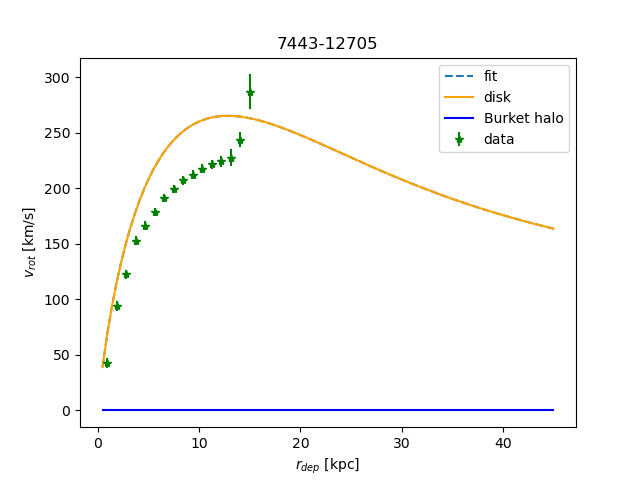 7443-12705
fit
disk
Burket halo
data
300
250
200
150
100
50
0
v_rot [km/s]
0 10 20 30 40
r_dep [kpc]